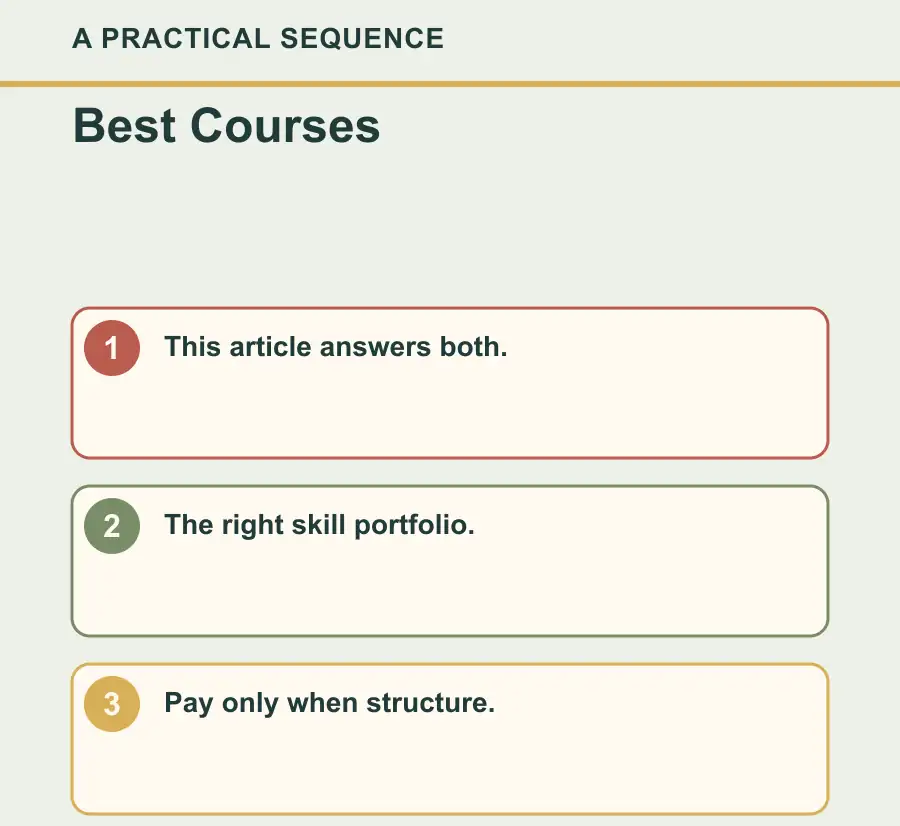 A PRACTICAL SEQUENCE
Best Courses
1 This article answers both.
2 The right skill portfolio.
3 Pay only when structure.